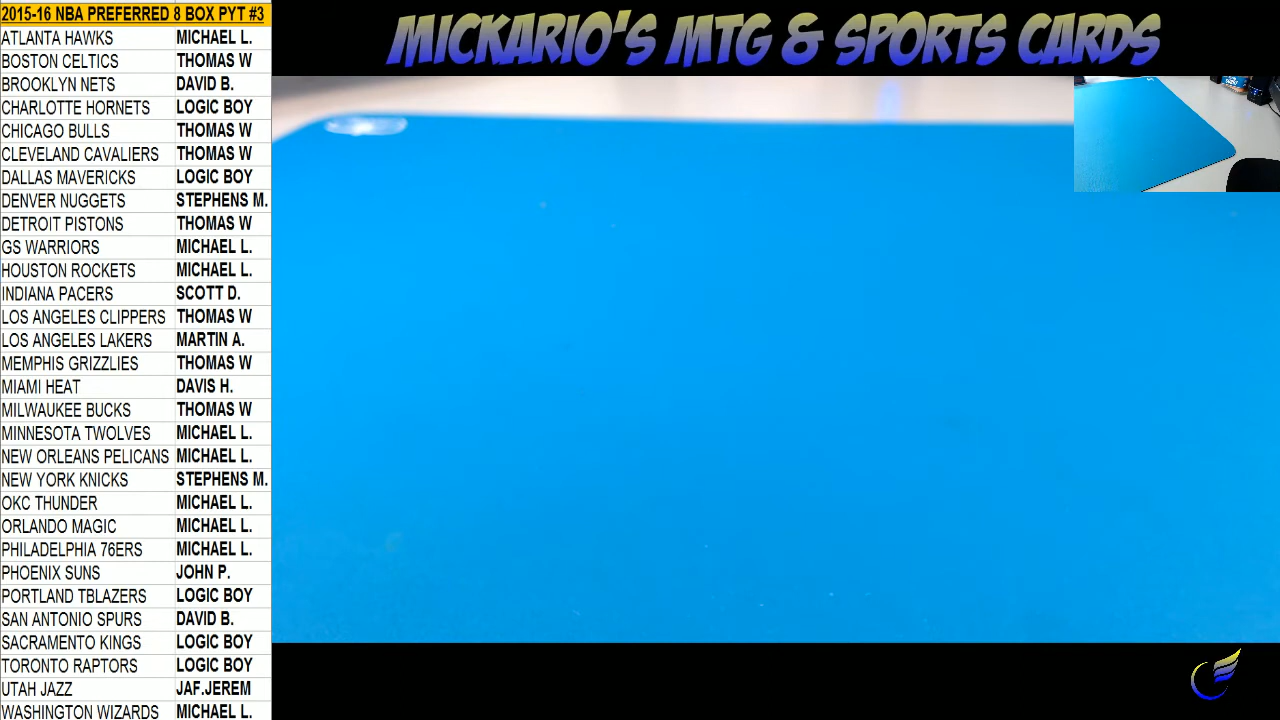 2015-16 NBA PREFERRED 8 BOX PYT #3
MICKARIO'S MTG & SPORTS CARDS
ATLANTA HAWKS MICHAEL L.
BOSTON CELTICS THOMAS W
BROOKLYN NETS DAVID B.
CHARLOTTE HORNETS LOGIC BOY
CHICAGO BULLS THOMAS W
CLEVELAND CAVALIERS THOMAS W
DALLAS MAVERICKS LOGIC BOY
DENVER NUGGETS STEPHENS M.
DETROIT PISTONS THOMAS W
GS WARRIORS MICHAEL L.
HOUSTON ROCKETS MICHAEL L.
INDIANA PACERS SCOTT D.
LOS ANGELES CLIPPERS THOMAS W
LOS ANGELES LAKERS MARTIN A.
MEMPHIS GRIZZLIES THOMAS W
MIAMI HEAT DAVIS H.
MILWAUKEE BUCKS THOMAS W
MINNESOTA TWOLVES MICHAEL L.
NEW ORLEANS PELICANS MICHAEL L.
NEW YORK KNICKS STEPHENS M.
OKC THUNDER MICHAEL L.
ORLANDO MAGIC MICHAEL L.
PHILADELPHIA 76ERS MICHAEL L.
PHOENIX SUNS JOHN P.
PORTLAND TBLAZERS LOGIC BOY
SAN ANTONIO SPURS DAVID B.
SACRAMENTO KINGS LOGIC BOY
TORONTO RAPTORS LOGIC BOY
UTAH JAZZ JAF.JEREM
WASHINGTON WIZARDS MICHAEL L.